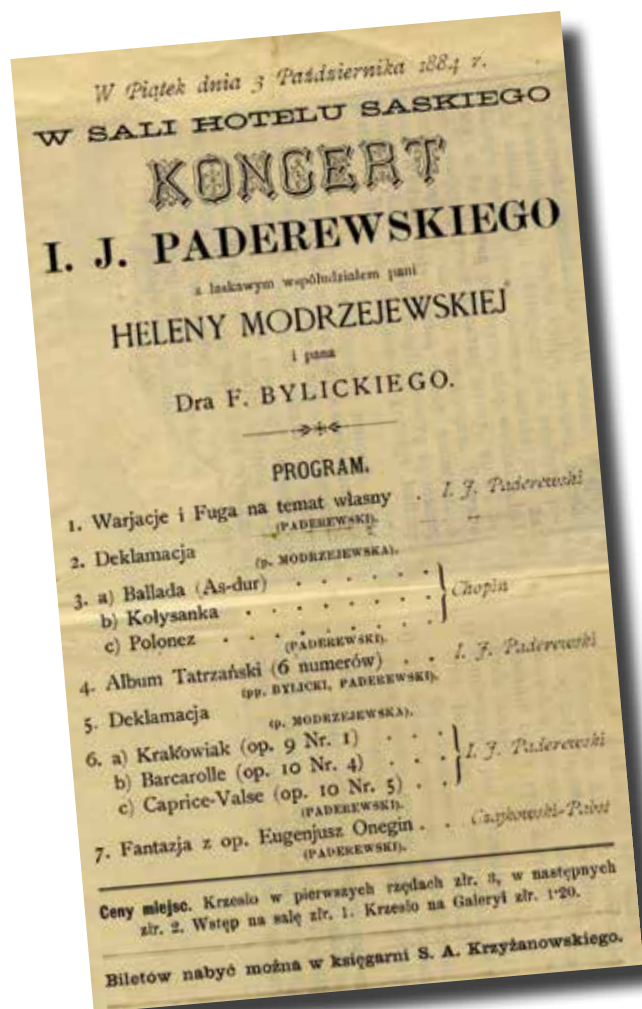 W Piątek dnia 3 Października 1884 r.
W SALI HOTELU SASKIEGO
KONCERT
I. J. PADEREWSKIEGO
z łaskawym współudziałem pani
HELENY MODRZEJEWSKIEJ
i pana
Dra F. BYLICKIEGO.
PROGRAM.
1. Warjacje i Fuga na temat własny . I. J. Paderewski
(PADEREWSKI).
2. Deklamacja
(p. MODRZEJEWSKA).
3. a) Ballada (As-dur) . . . . . .
b) Kołysanka . . . . . . . Chopin
c) Polonez . . . . . . .
(PADEREWSKI).
4. Album Tatrzański (6 numerów) . . I. J. Paderewski
(pp. BYLICKI, PADEREWSKI).
5. Deklamacja
(p. MODRZEJEWSKA).
6. a) Krakowiak (op. 9 Nr. 1) . . .
b) Barcarolle (op. 10 Nr. 4) . . . I. J. Paderewski
c) Caprice-Valse (op. 10 Nr. 5) . .
(PADEREWSKI).
7. Fantazja z op. Eugenjusz Onegin . . Czajkowski-Pabst
(PADEREWSKI).
Ceny miejsc. Krzesło w pierwszych rzędach złr. 3, w następnych
złr. 2. Wstęp na salę złr. 1. Krzesło na Galeryi złr. 1·20.
Biletów nabyć można w księgarni S. A. Krzyżanowskiego.